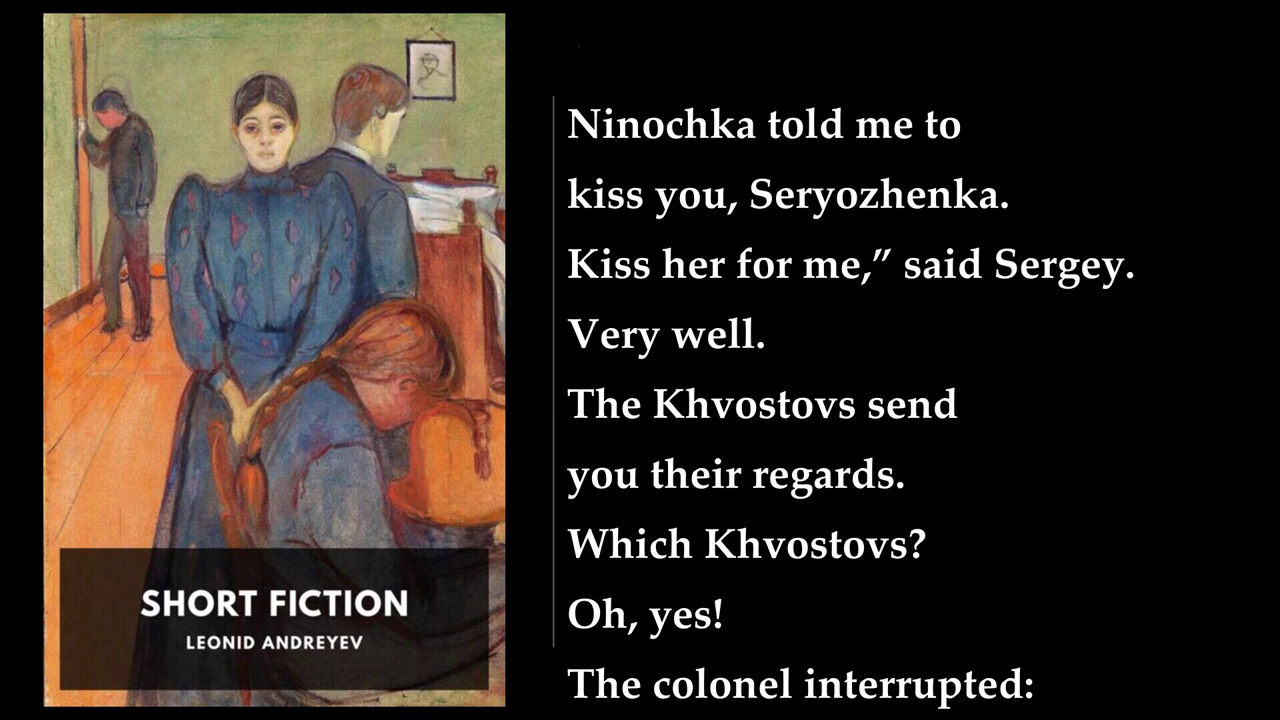 SHORT FICTION
LEONID ANDREYEV
Ninochka told me to
kiss you, Seryozhenka.
Kiss her for me,” said Sergey.
Very well.
The Khvostovs send
you their regards.
Which Khvostovs?
Oh, yes!
The colonel interrupted: